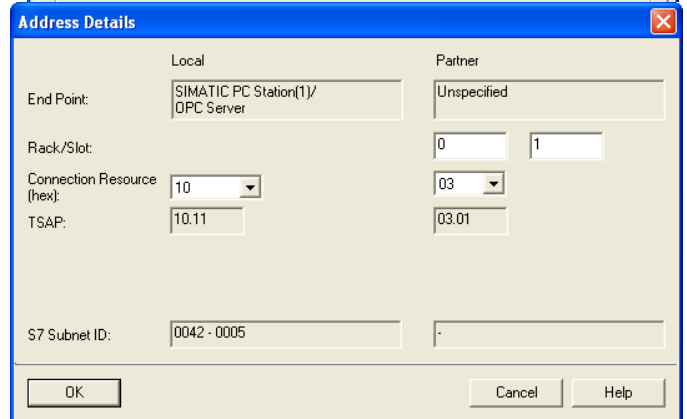 Address Details
Local Partner
End Point: SIMATIC PC Station(1)/ Unspecified
OPC Server
Rack/Slot: 0 1
Connection Resource
(hex): 10 03
TSAP: 10.11 03.01
S7 Subnet ID: 0042 - 0005 -
OK Cancel Help